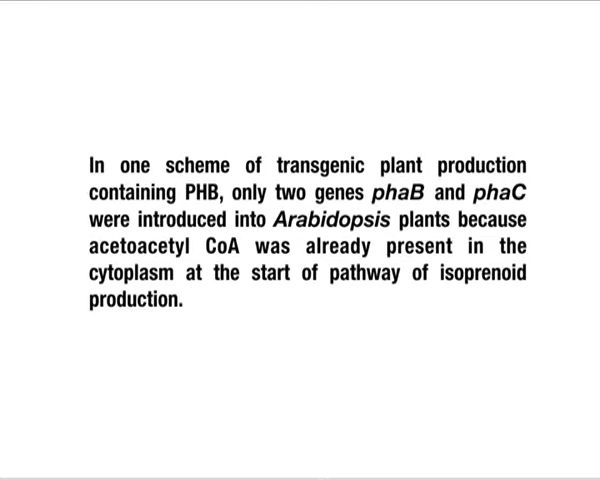 In one scheme of transgenic plant production
containing PHB, only two genes phaB and phaC
were introduced into Arabidopsis plants because
acetoacetyl CoA was already present in the
cytoplasm at the start of pathway of isoprenoid
production.